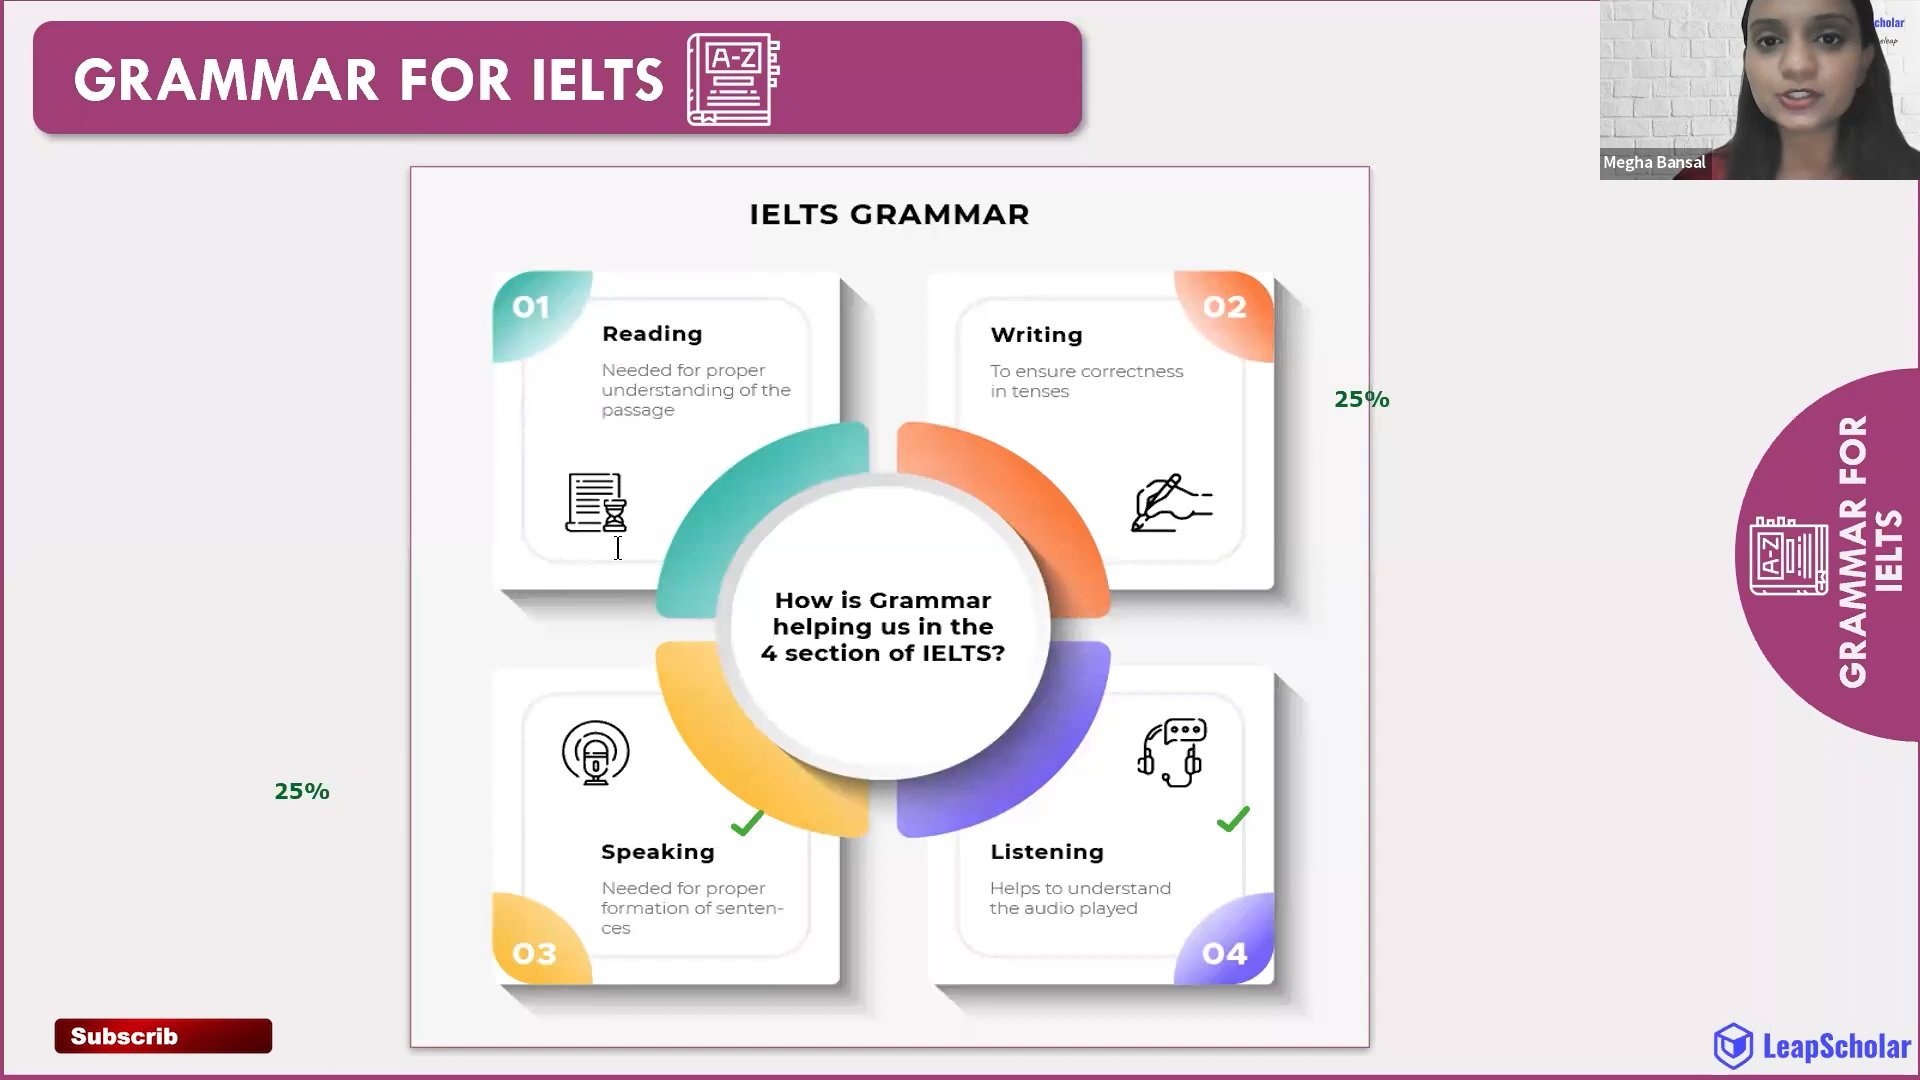 GRAMMAR FOR IELTS
A-Z
cholar
eleap
Megha Bansal
IELTS GRAMMAR
01
Reading
Needed for proper
understanding of the
passage
02
Writing
To ensure correctness
in tenses
25%
How is Grammar
helping us in the
4 section of IELTS?
GRAMMAR FOR
IELTS
A-Z
25%
Speaking
Needed for proper
formation of senten-
ces
03
Listening
Helps to understand
the audio played
04
Subscrib
LeapScholar